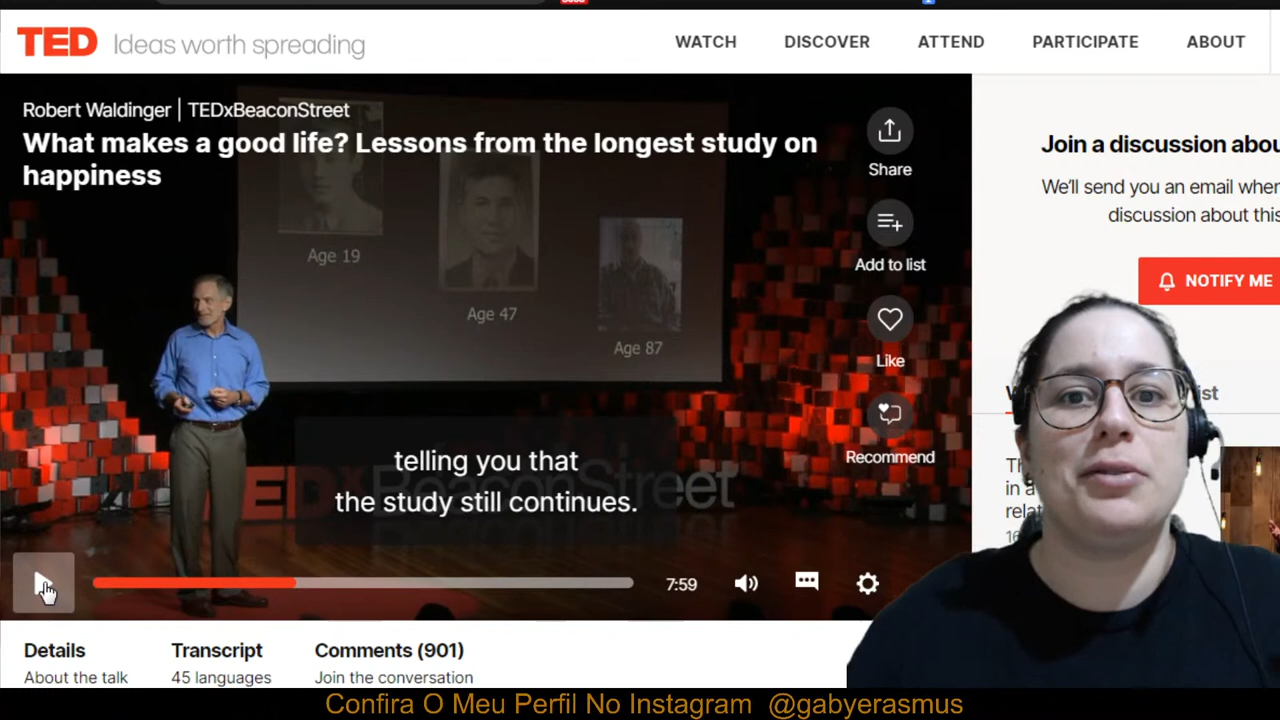 TED Ideas worth spreading
WATCH DISCOVER ATTEND PARTICIPATE ABOUT
Robert Waldinger | TEDxBeaconStreet
What makes a good life? Lessons from the longest study on
happiness
Share
Add to list
Like
Recommend
Age 19
Age 47
Age 87
TEDxBeaconStreet
telling you that
the study still continues.
7:59
Details
About the talk
Transcript
45 languages
Comments (901)
Join the conversation
Join a discussion
We'll send you an email
discussion about
NOTIFY ME
in a
Confira O Meu Perfil No Instagram @gabyerasmus